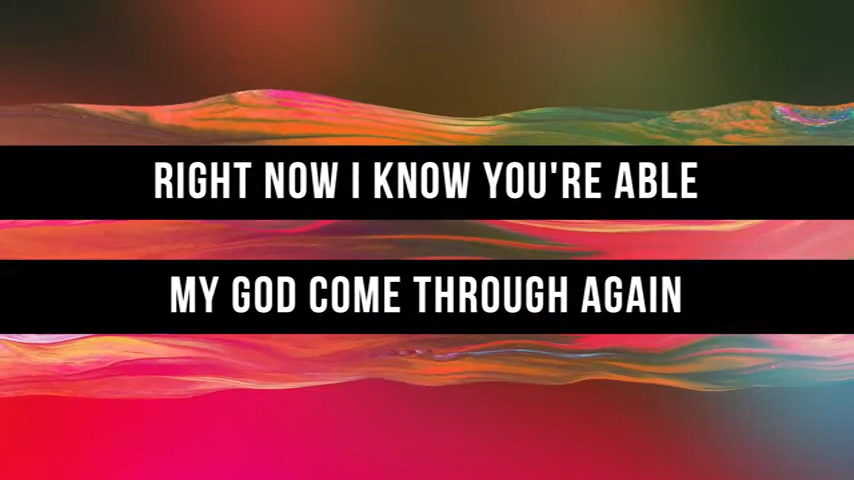 RIGHT NOW I KNOW YOU'RE ABLE
MY GOD COME THROUGH AGAIN